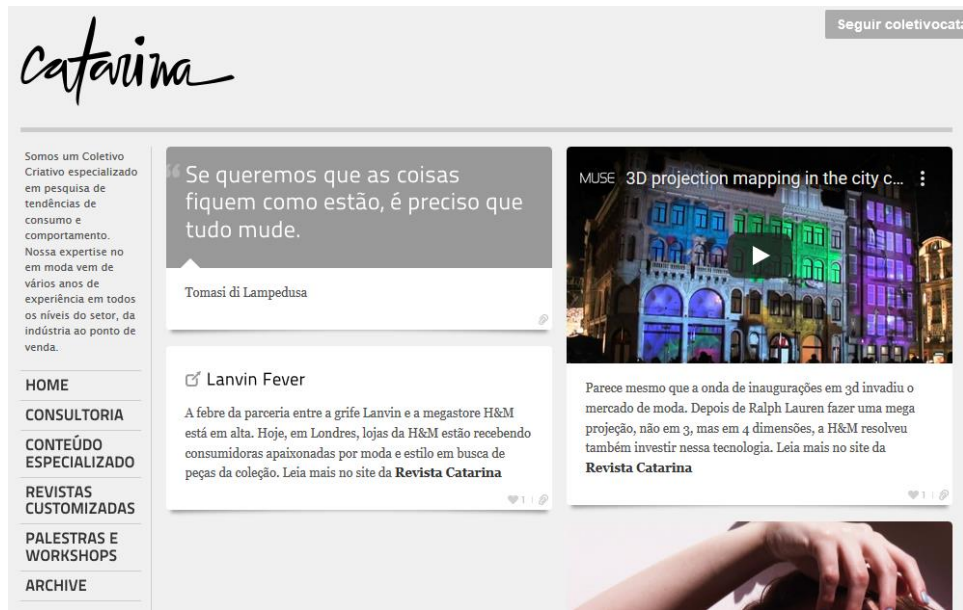 Seguir coletivocata
catarina
Somos um Coletivo
Criativo especializado
em pesquisa de
tendências de
consumo e
comportamento.
Nossa expertise no
em moda vem de
vários anos de
experiência em todos
os níveis do setor, da
indústria ao ponto de
venda.
HOME
CONSULTORIA
CONTEÚDO
ESPECIALIZADO
REVISTAS
CUSTOMIZADAS
PALESTRAS E
WORKSHOPS
ARCHIVE
“ Se queremos que as coisas
fiquem como estão, é preciso que
tudo mude.
Tomasi di Lampedusa
Lanvin Fever
A febre da parceria entre a grife Lanvin e a megastore H&M
está em alta. Hoje, em Londres, lojas da H&M estão recebendo
consumidoras apaixonadas por moda e estilo em busca de
peças da coleção. Leia mais no site da Revista Catarina
1
MUSE 3D projection mapping in the city c...
Parece mesmo que a onda de inaugurações em 3d invadiu o
mercado de moda. Depois de Ralph Lauren fazer uma mega
projeção, não em 3, mas em 4 dimensões, a H&M resolveu
também investir nessa tecnologia. Leia mais no site da
Revista Catarina
1